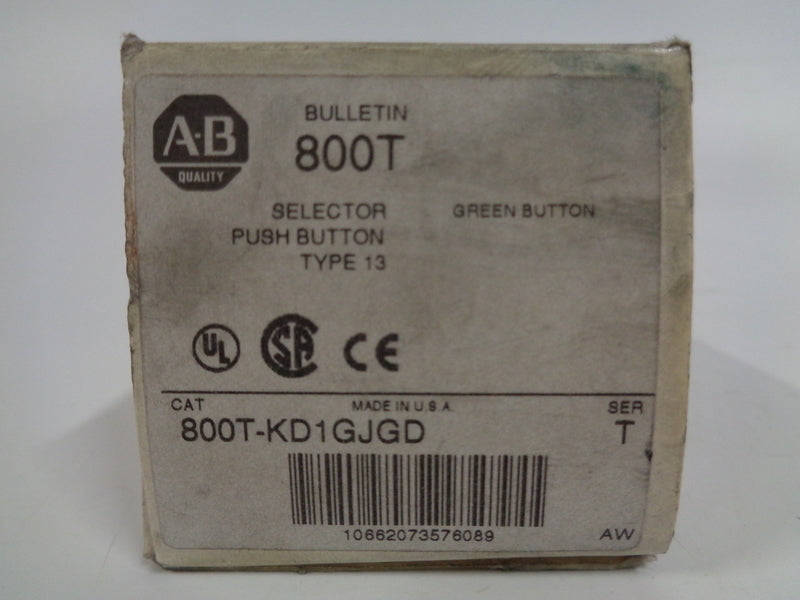 A-B
QUALITY
BULLETIN
800T
SELECTOR
PUSH BUTTON
TYPE 13
GREEN BUTTON
UL
SA
CE
CAT
MADE IN U.S.A.
SER
800T-KD1GJGD
T
10662073576089
AW